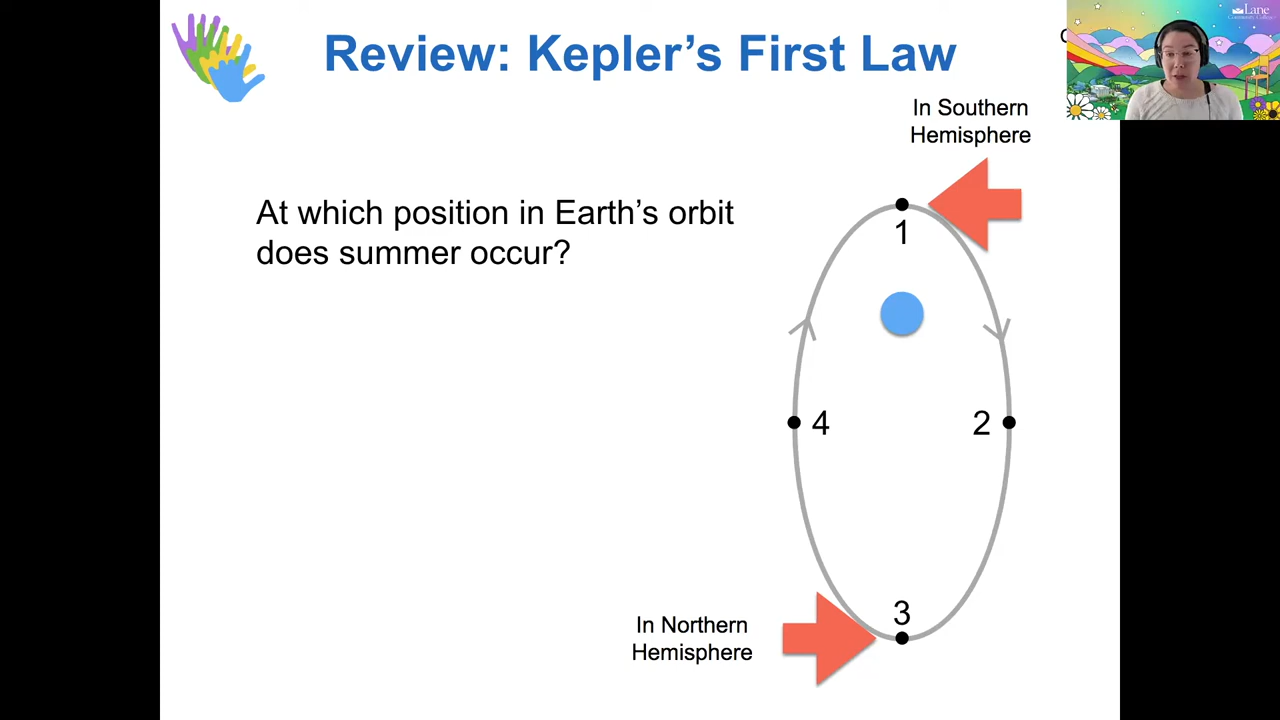 Review: Kepler’s First Law
Lane
Community College
In Southern
Hemisphere
At which position in Earth’s orbit
does summer occur?
1
4
2
3
In Northern
Hemisphere